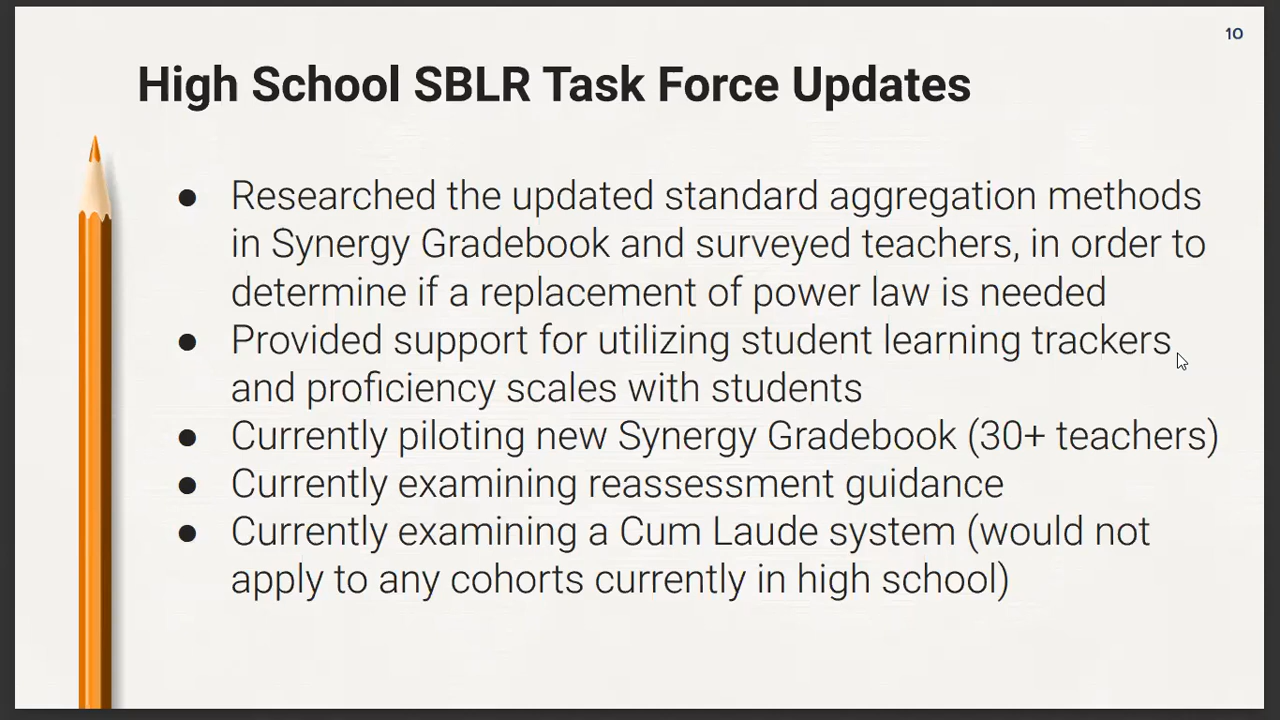 10
High School SBLR Task Force Updates
● Researched the updated standard aggregation methods
in Synergy Gradebook and surveyed teachers, in order to
determine if a replacement of power law is needed
● Provided support for utilizing student learning trackers
and proficiency scales with students
● Currently piloting new Synergy Gradebook (30+ teachers)
● Currently examining reassessment guidance
● Currently examining a Cum Laude system (would not
apply to any cohorts currently in high school)